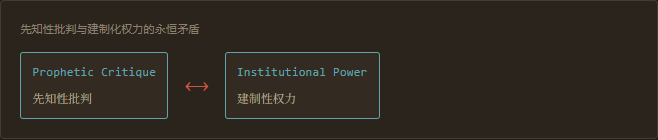 先知性批判与建制化权力的永恒矛盾
Prophetic Critique
先知性批判
↔
Institutional Power
建制性权力